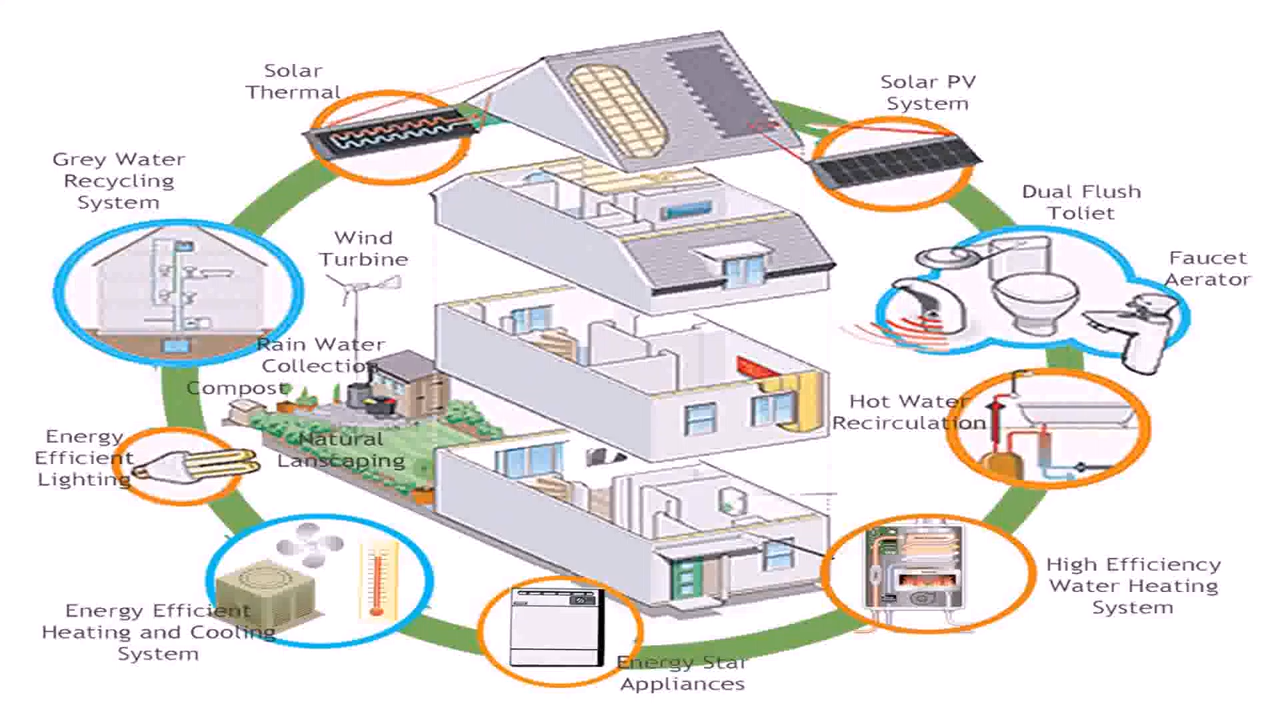 Solar
Thermal
Solar PV
System
Grey Water
Recycling
System
Dual Flush
Toliet
Wind
Turbine
Faucet
Aerator
Rain Water
Collection
Compost
Hot Water
Recirculation
Energy
Efficient
Lighting
Natural
Lanscaping
High Efficiency
Water Heating
System
Energy Efficient
Heating and Cooling
System
Energy Star
Appliances